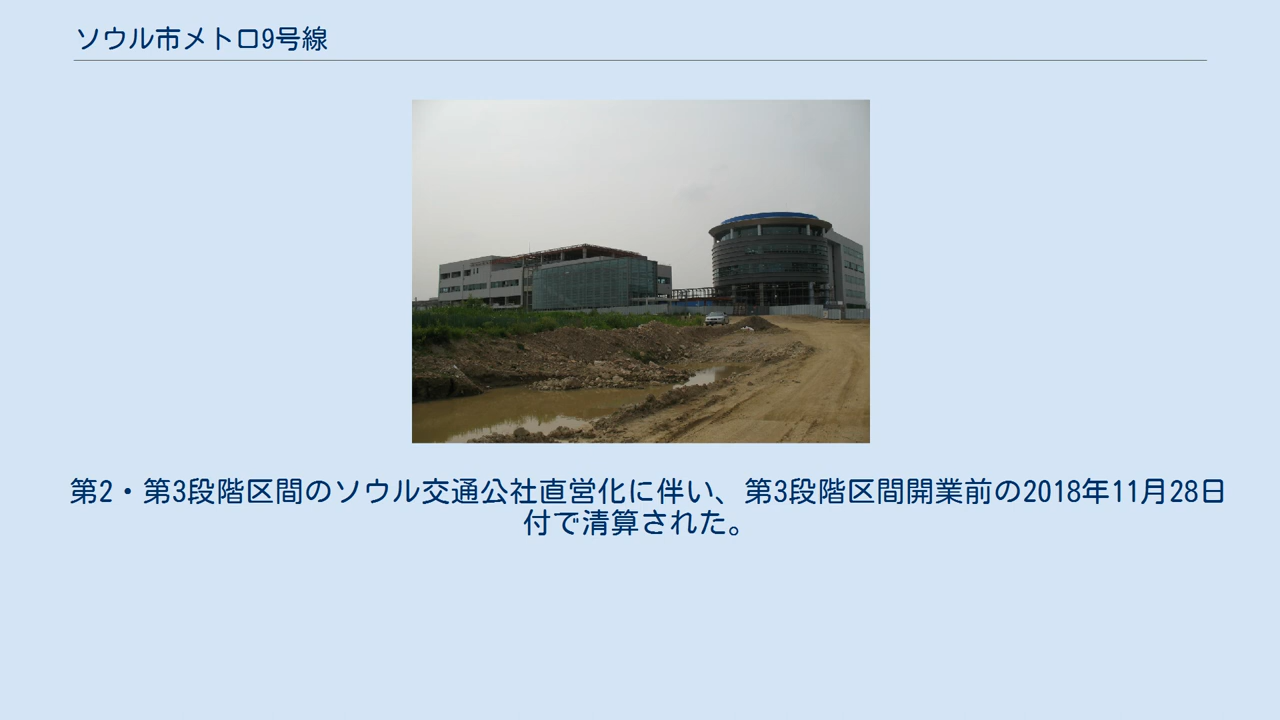 ソウル市メトロ9号線
第2・第3段階区間のソウル交通公社直営化に伴い、第3段階区間開業前の2018年11月28日
付で清算された。